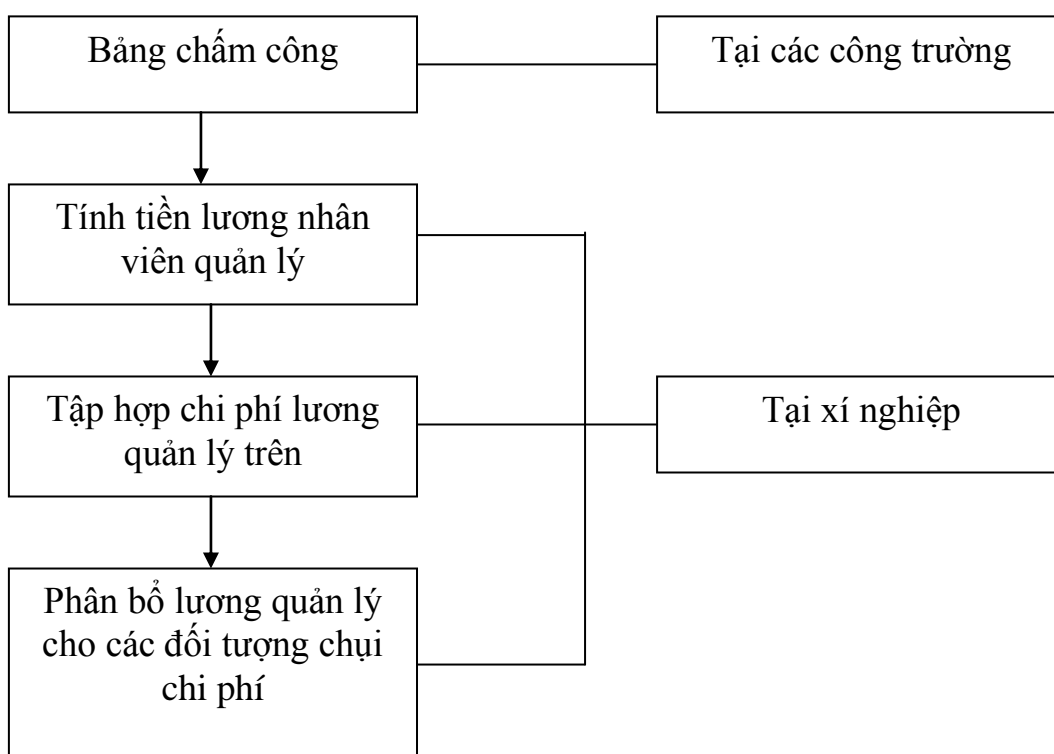 Bảng chấm công
Tại các công trường
Tính tiền lương nhân
viên quản lý
Tập hợp chi phí lương
quản lý trên
Tại xí nghiệp
Phân bổ lương quản lý
cho các đối tượng chụi
chi phí